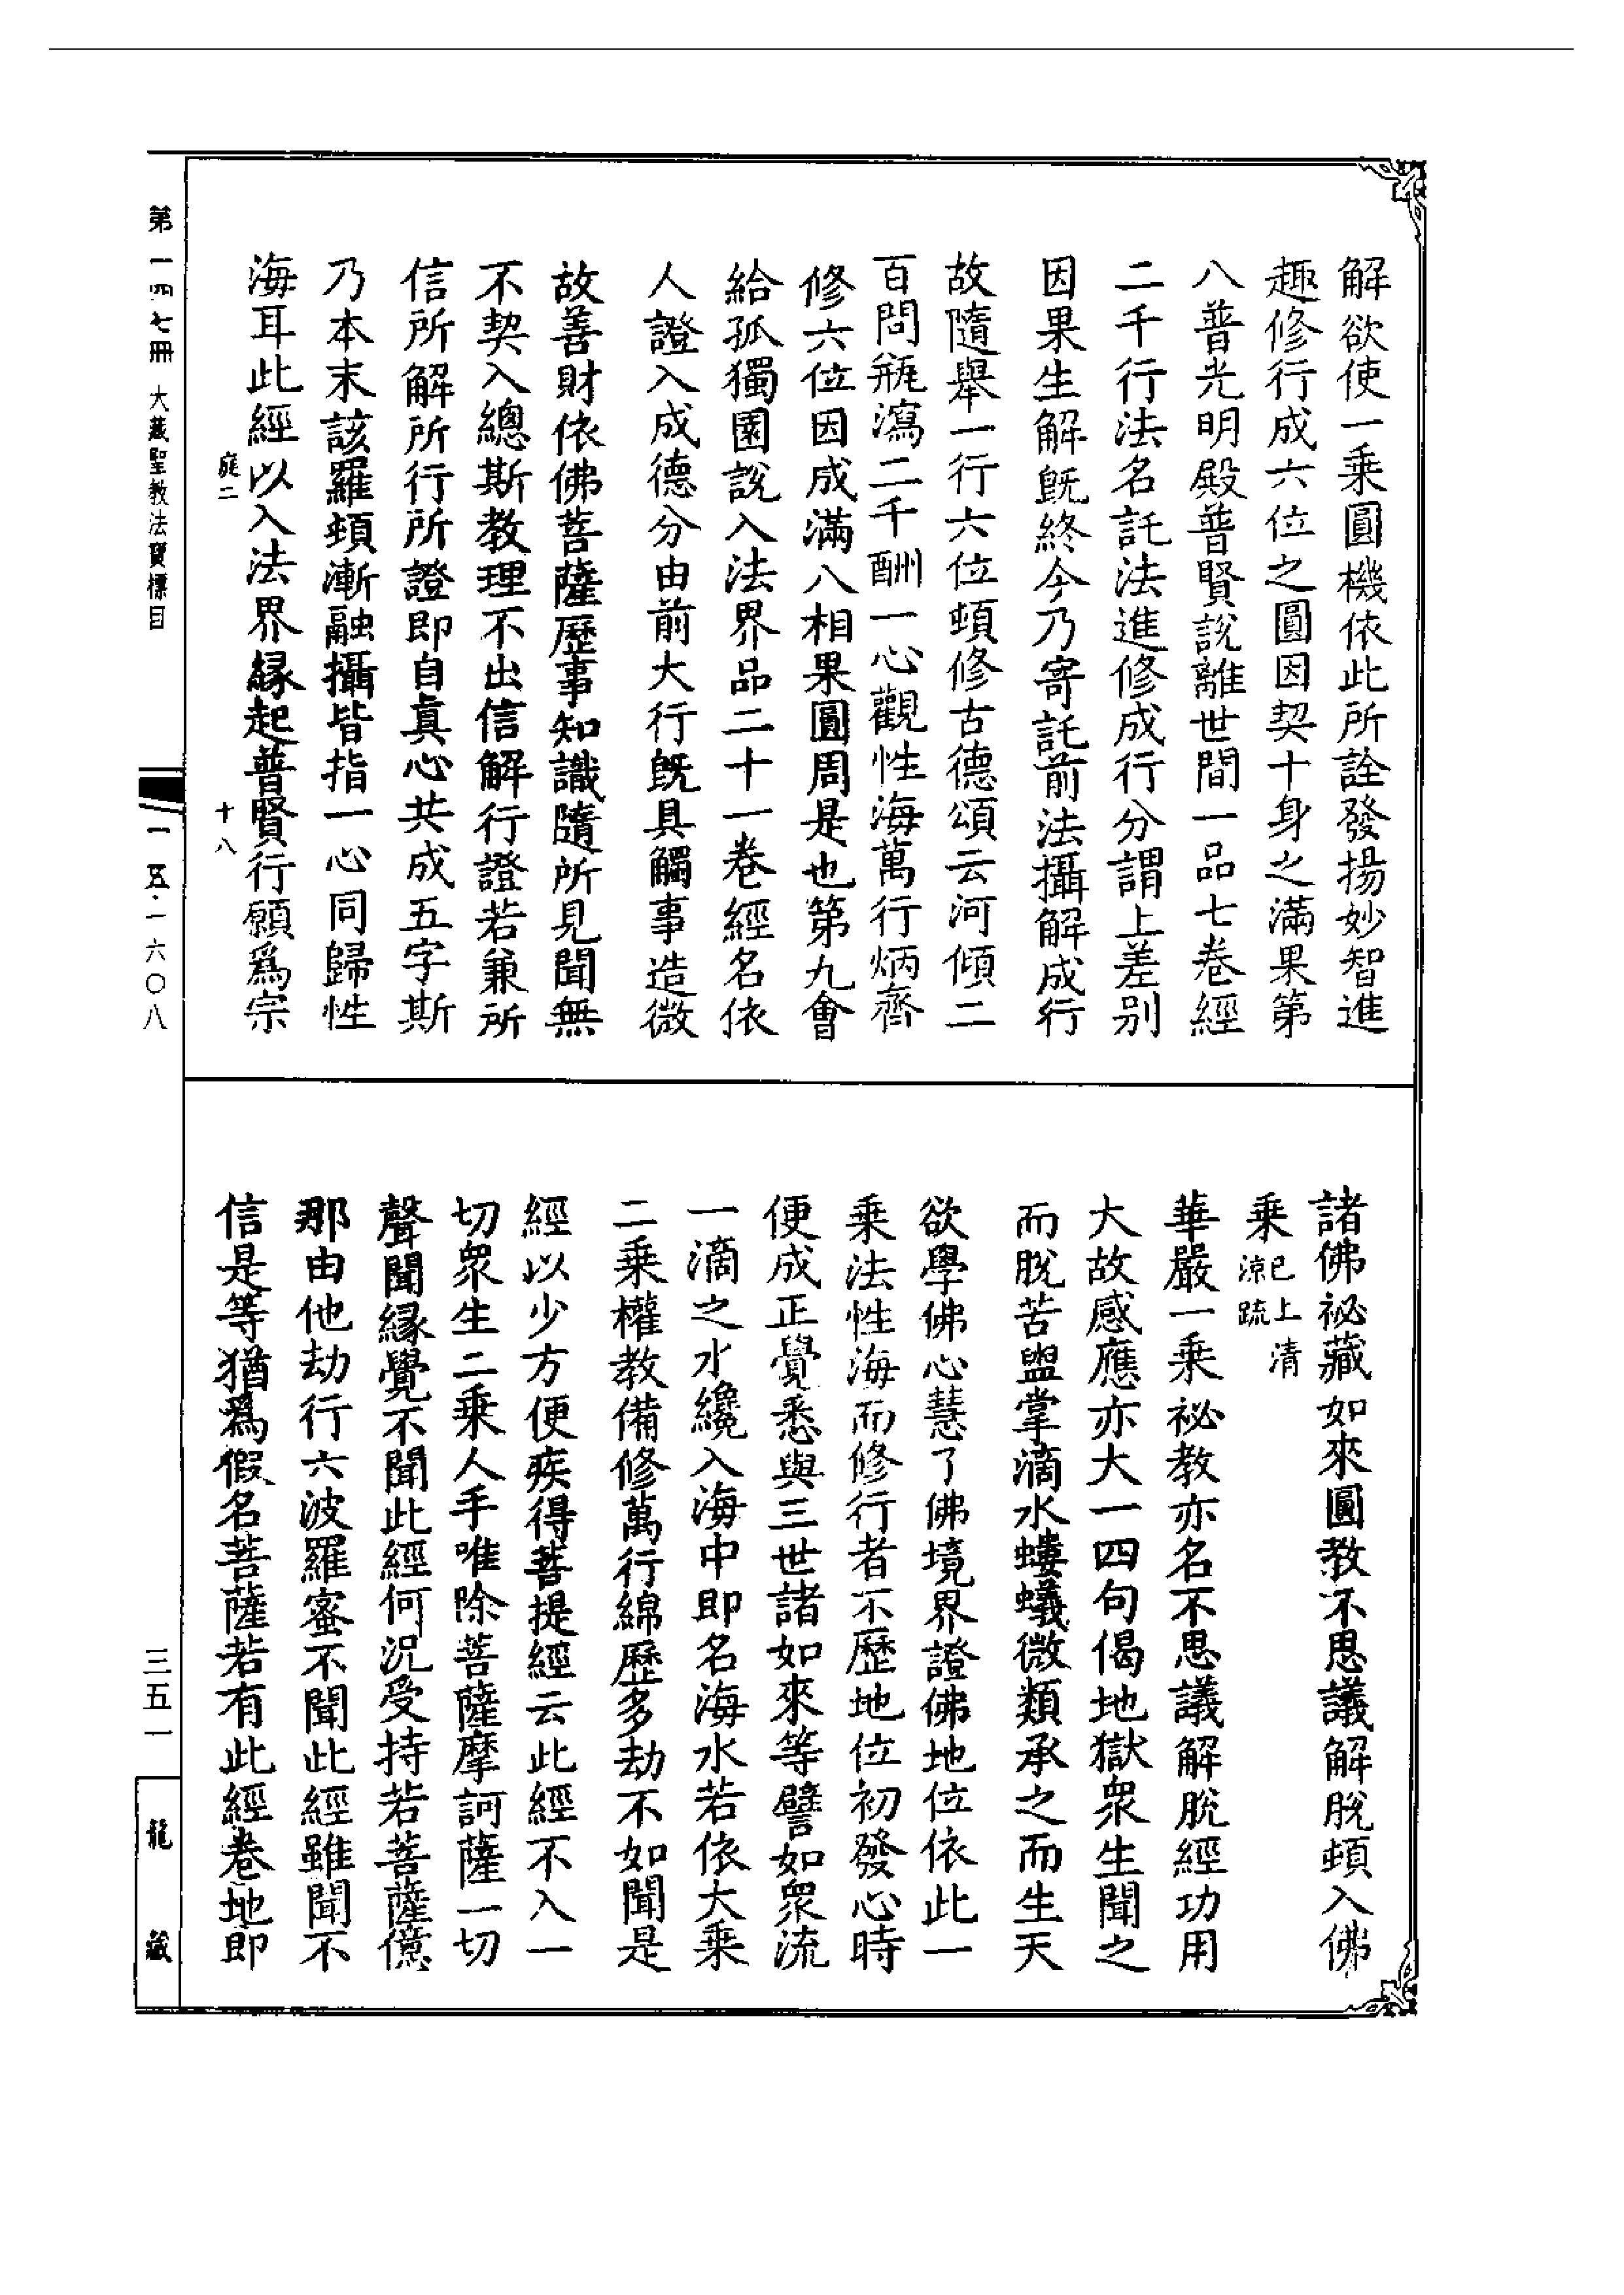 解欲使一乘圓機依此所詮發揚妙智進
趣修行成六位之圓因契十身之滿果第
八普光明殿普賢說離世間一品七卷經
二千行法名託法進修成行分謂上差别
因果生解旣終今乃寄託前法攝解成行
故隨舉一行六位頓修古德頌云河傾二
百問瓶瀉二千酬一心觀性海萬行炳齊
修六位因成滿八相果圓周是也第九會
給孤獨園說入法界品二十一卷經名依
人證入成德分由前大行旣具觸事造微
故善財依佛菩薩歷事知識隨所見聞無
不契入總斯教理不出信解行證若兼所
信所解所行所證即自真心共成五字斯
乃本末該羅頓漸融攝皆指一心同歸性
海耳此經以入法界縁起普賢行願爲宗
庭二 十八
諸佛祕藏如來圓教不思議解脫頓入佛
乘已上清涼疏
華嚴一乘祕教亦名不思議解脫經功用
大故感應亦大一四句偈地獄衆生聞之
而脫苦盥掌滴水螻蟻微類承之而生天
欲學佛心慧了佛境界證佛地位依此一
乘法性海而修行者不歷地位初發心時
便成正覺悉與三世諸如來等譬如衆流
一滴之水纔入海中即名海水若依大乘
二乘權教備修萬行綿歷多劫不如聞是
經以少方便疾得菩提經云此經不入一
切衆生二乘人手唯除菩薩摩訶薩一切
聲聞縁覺不聞此經何況受持若菩薩億
那由他劫行六波羅蜜不聞此經雖聞不
信是等猶爲假名菩薩若有此經卷地即
第一四七冊 大藏聖教法寶標目
一五·一六〇八
三五一
龍藏